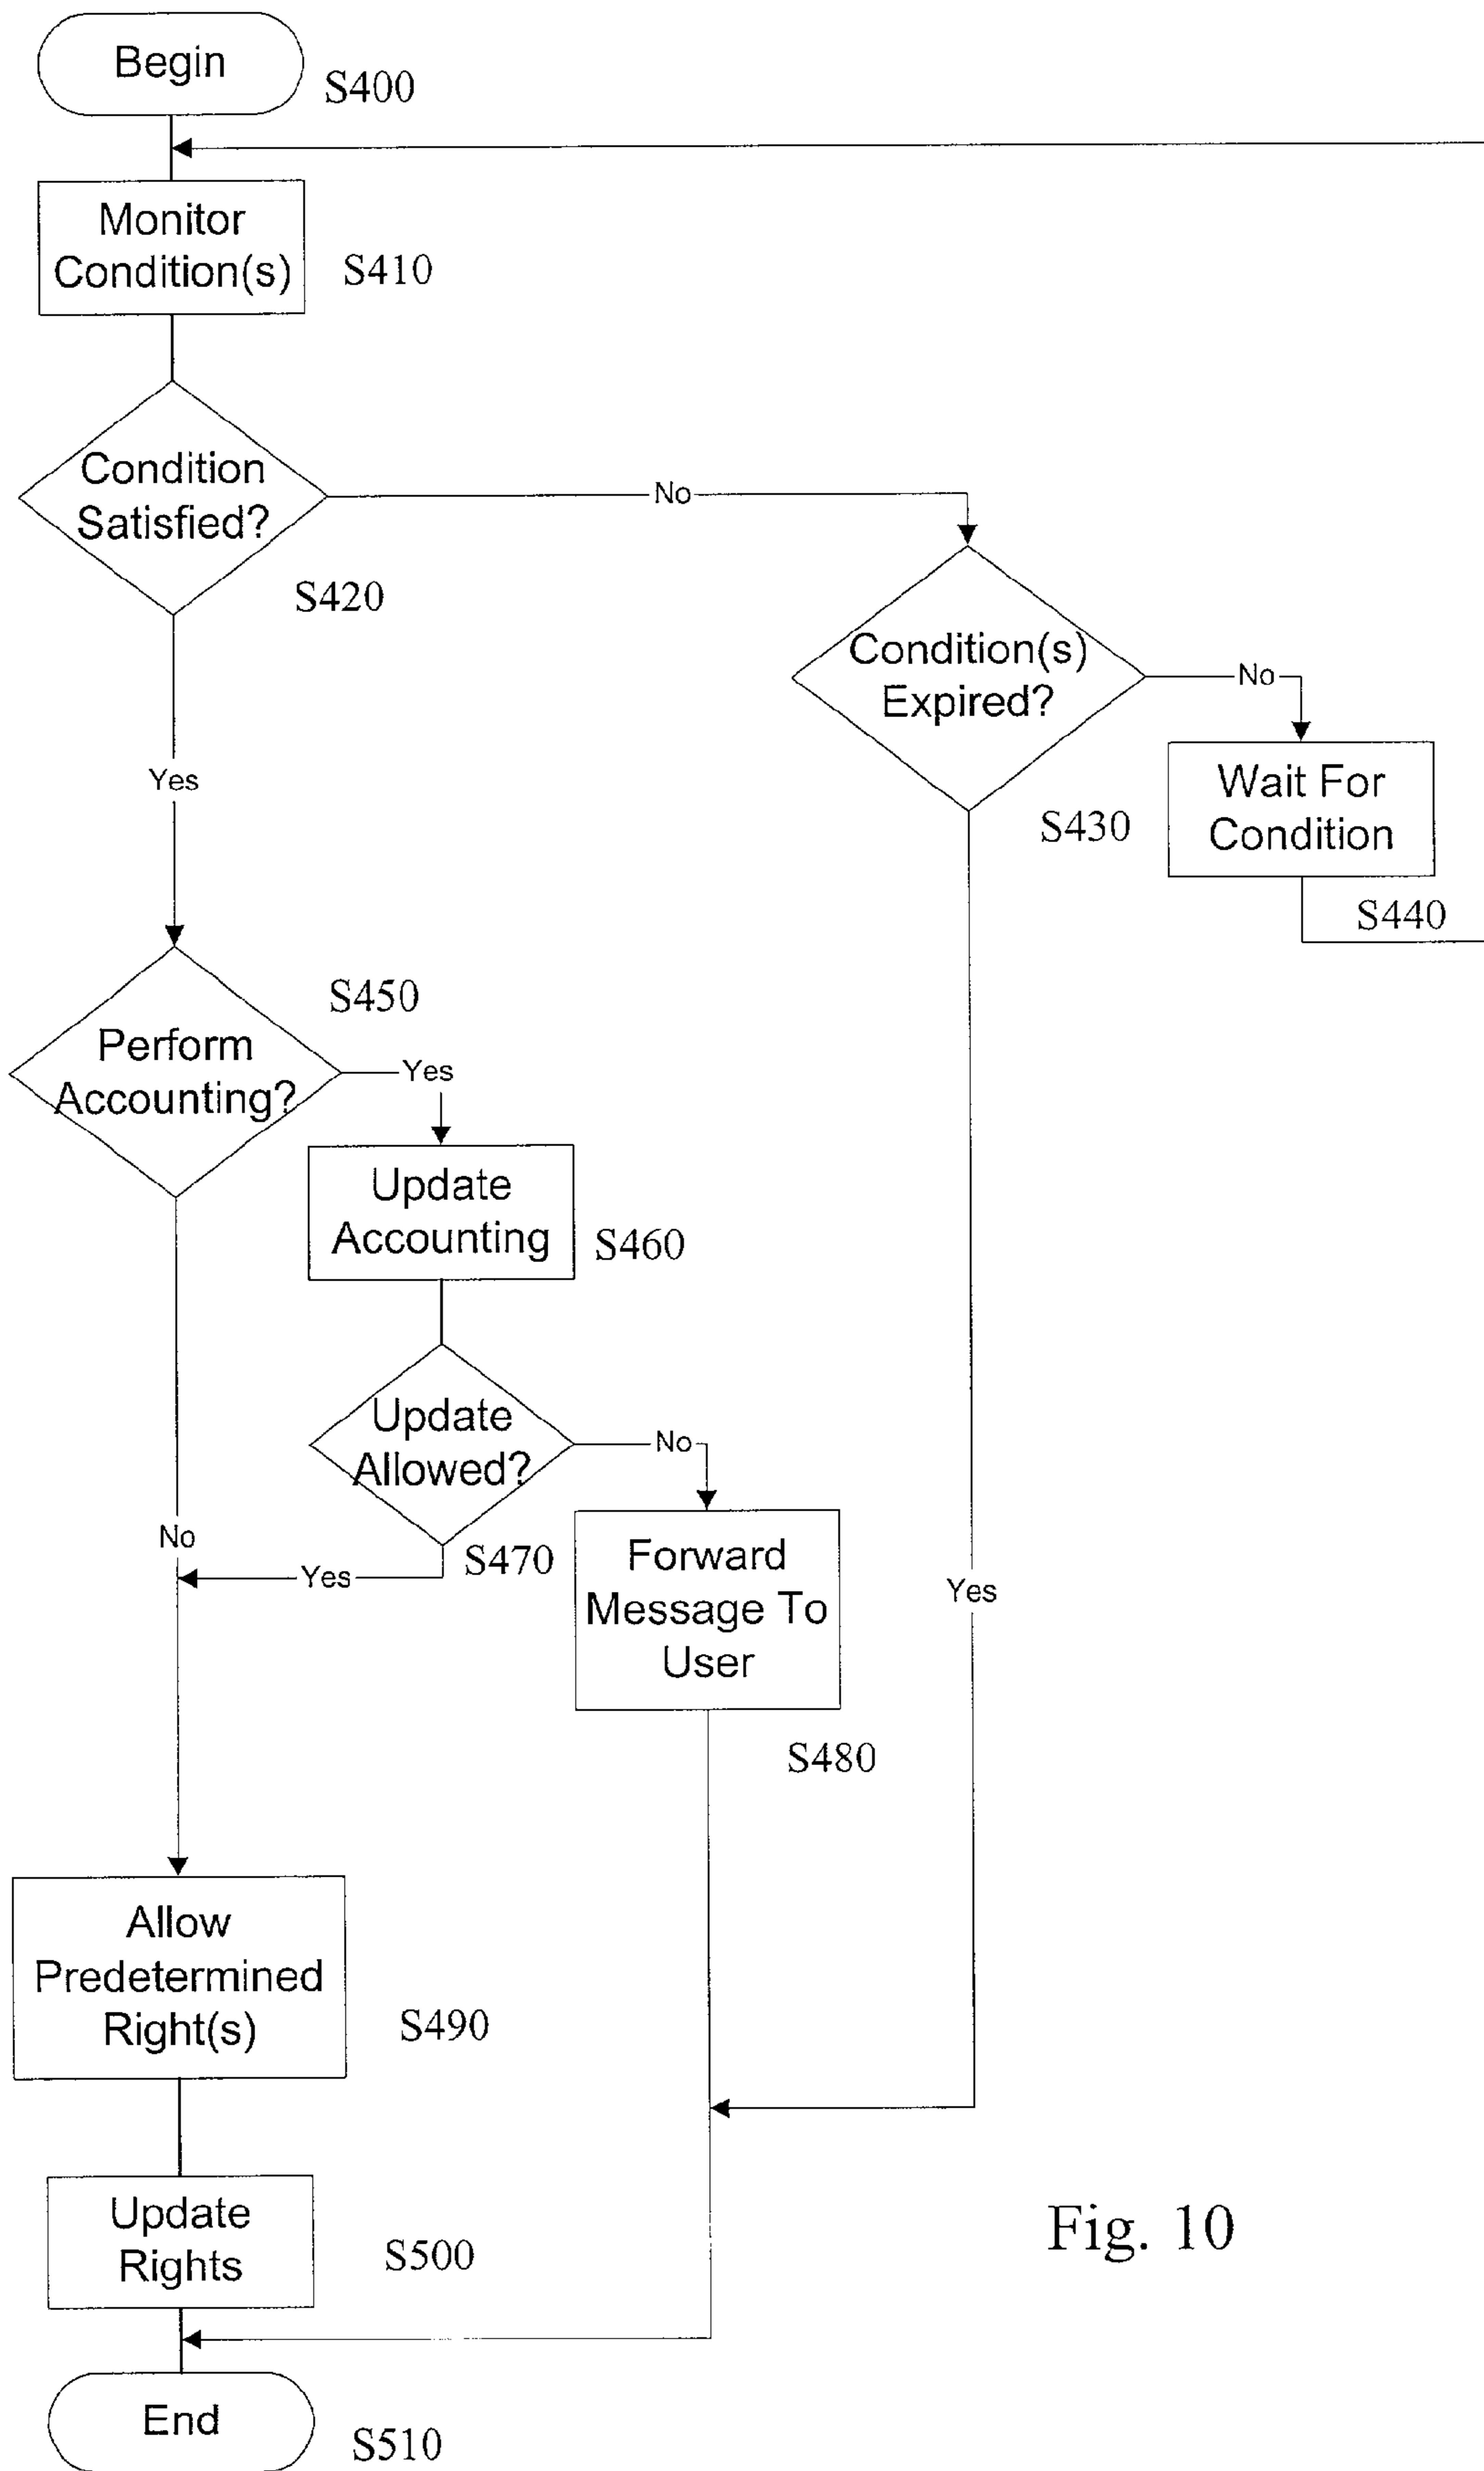 Begin
S400
Monitor
Condition(s)
S410
Condition
Satisfied?
S420
No
Condition(s)
Expired?
S430
No
Wait For
Condition
S440
Yes
Yes
Perform
Accounting?
S450
Yes
Update
Accounting
S460
Update
Allowed?
S470
No
Forward
Message To
User
S480
Yes
No
Allow
Predetermined
Right(s)
S490
Update
Rights
S500
End
S510
Fig. 10